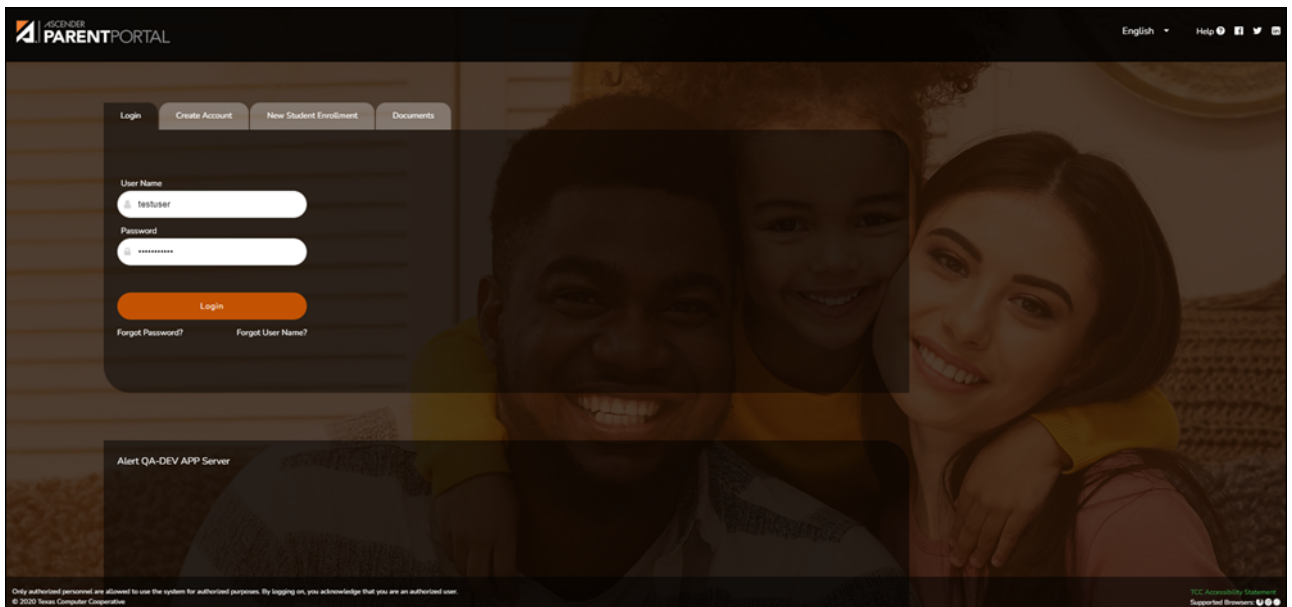 ASCENDER
PARENTPORTAL
English
Help
Login
Create Account
New Student Enrollment
Documents
User Name
testuser
Password
Login
Forgot Password?
Forgot User Name?
Alert QA-DEV APP Server
Only authorized personnel are allowed to use the system for authorized purposes. By logging on, you acknowledge that you are an authorized user.
© 2020 Texas Computer Cooperative
TCC Accessibility Statement
Supported Browsers: